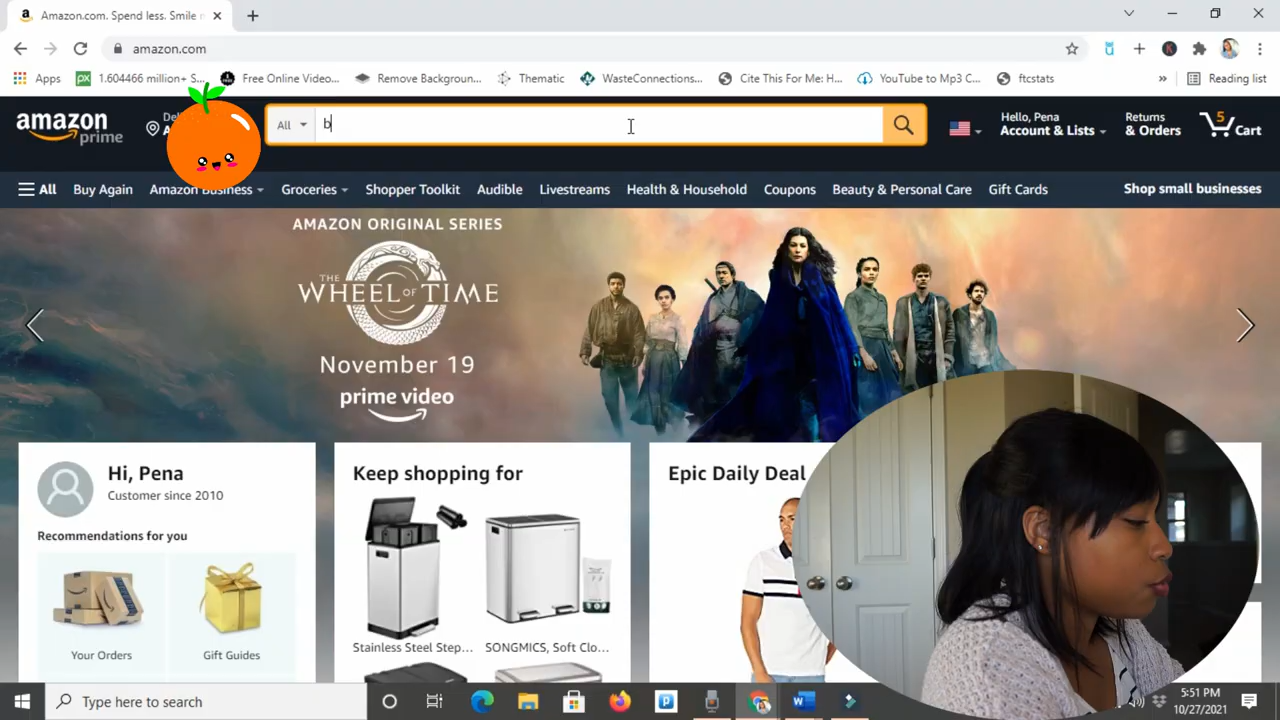 Amazon.com. Spend less. Smile
amazon.com
Apps
1.604466 million+ S...
Free Online Video...
Remove Backgroun...
Thematic
WasteConnections...
Cite This For Me: H...
YouTube to Mp3 C...
ftcstats
»
Reading list
amazon
prime
All
b
Hello, Pena
Account & Lists
Returns
& Orders
5
Cart
All
Buy Again
Amazon Business
Groceries
Shopper Toolkit
Audible
Livestreams
Health & Household
Coupons
Beauty & Personal Care
Gift Cards
Shop small businesses
AMAZON ORIGINAL SERIES
THE
WHEEL OF TIME
November 19
prime video
Hi, Pena
Customer since 2010
Recommendations for you
Your Orders
Gift Guides
Keep shopping for
Stainless Steel Step...
SONGMICS, Soft Clo...
Epic Daily Deal
Type here to search
5:51 PM
10/27/2021